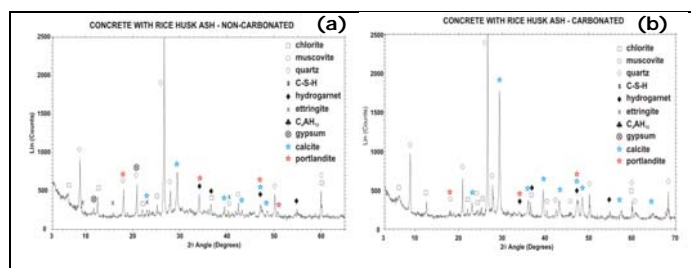 CONCRETE WITH RICE HUSK ASH - NON-CARBONATED (a)
2500
2000
1500
1000
500
Lin (Counts)
chlorite
muscovite
quartz
C-S-H
hydrogarnet
ettringite
C₄AH₁₃
gypsum
calcite
portlandite
3 10 20 30 40 50 60
2θ Angle (Degrees)
CONCRETE WITH RICE HUSK ASH - CARBONATED (b)
2500
2000
1500
1000
500
Lin (Counts)
chlorite
muscovite
quartz
C-S-H
hydrogarnet
ettringite
C₄AH₁₃
gypsum
calcite
portlandite
3 10 20 30 40 50 60 70
2θ Angle (Degrees)